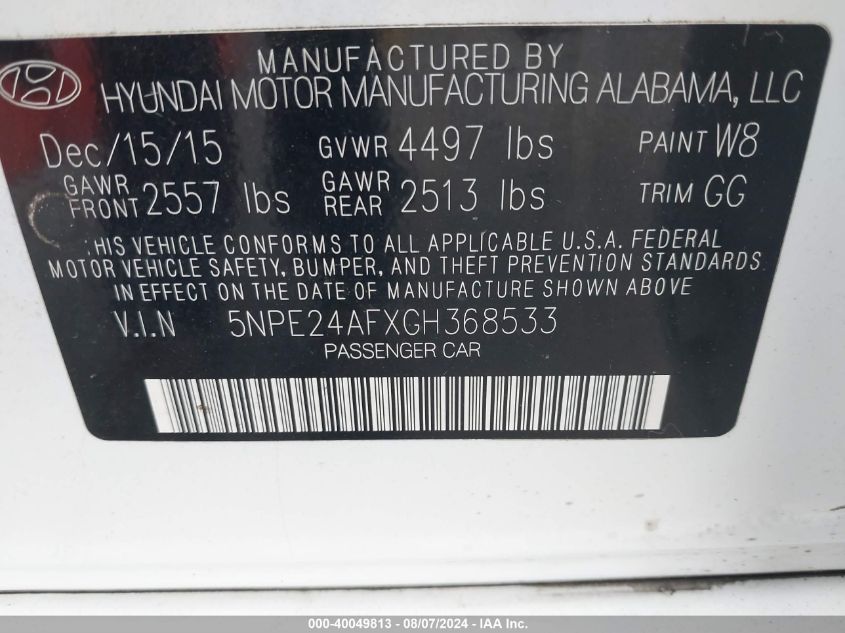 MANUFACTURED BY
HYUNDAI MOTOR MANUFACTURING ALABAMA, LLC
Dec/15/15 GVWR 4497 lbs PAINT W8
GAWR FRONT 2557 lbs GAWR REAR 2513 lbs TRIM GG
THIS VEHICLE CONFORMS TO ALL APPLICABLE U.S.A. FEDERAL
MOTOR VEHICLE SAFETY, BUMPER, AND THEFT PREVENTION STANDARDS
IN EFFECT ON THE DATE OF MANUFACTURE SHOWN ABOVE.
V.I.N 5NPE24AFXGH368533
PASSENGER CAR
000-40049813 - 08/07/2024 - IAA Inc.